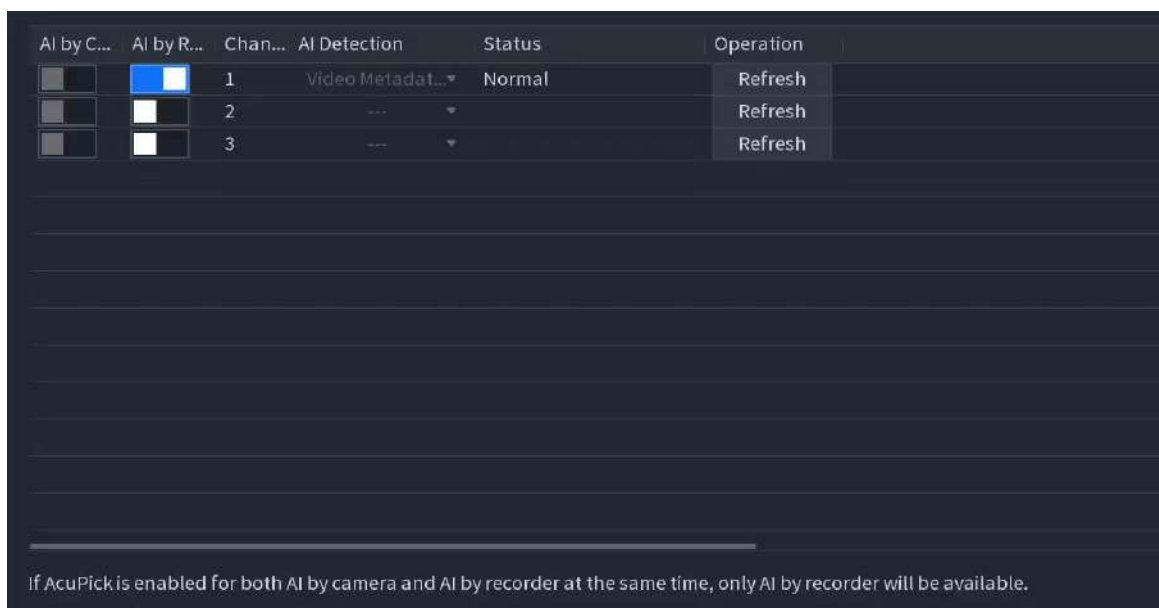 AI by C... AI by R... Chan... AI Detection Status Operation
1 Video Metadat... Normal Refresh
2 --- Refresh
3 --- Refresh
If AcuPick is enabled for both AI by camera and AI by recorder at the same time, only AI by recorder will be available.